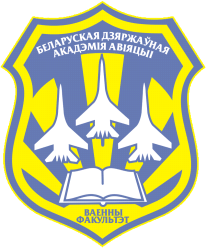 БЕЛАРУСКАЯ ДЗЯРЖАЎНАЯ
АКАДЭМІЯ АВІЯЦЫІ
ВАЕННЫ
ФАКУЛЬТЭТ